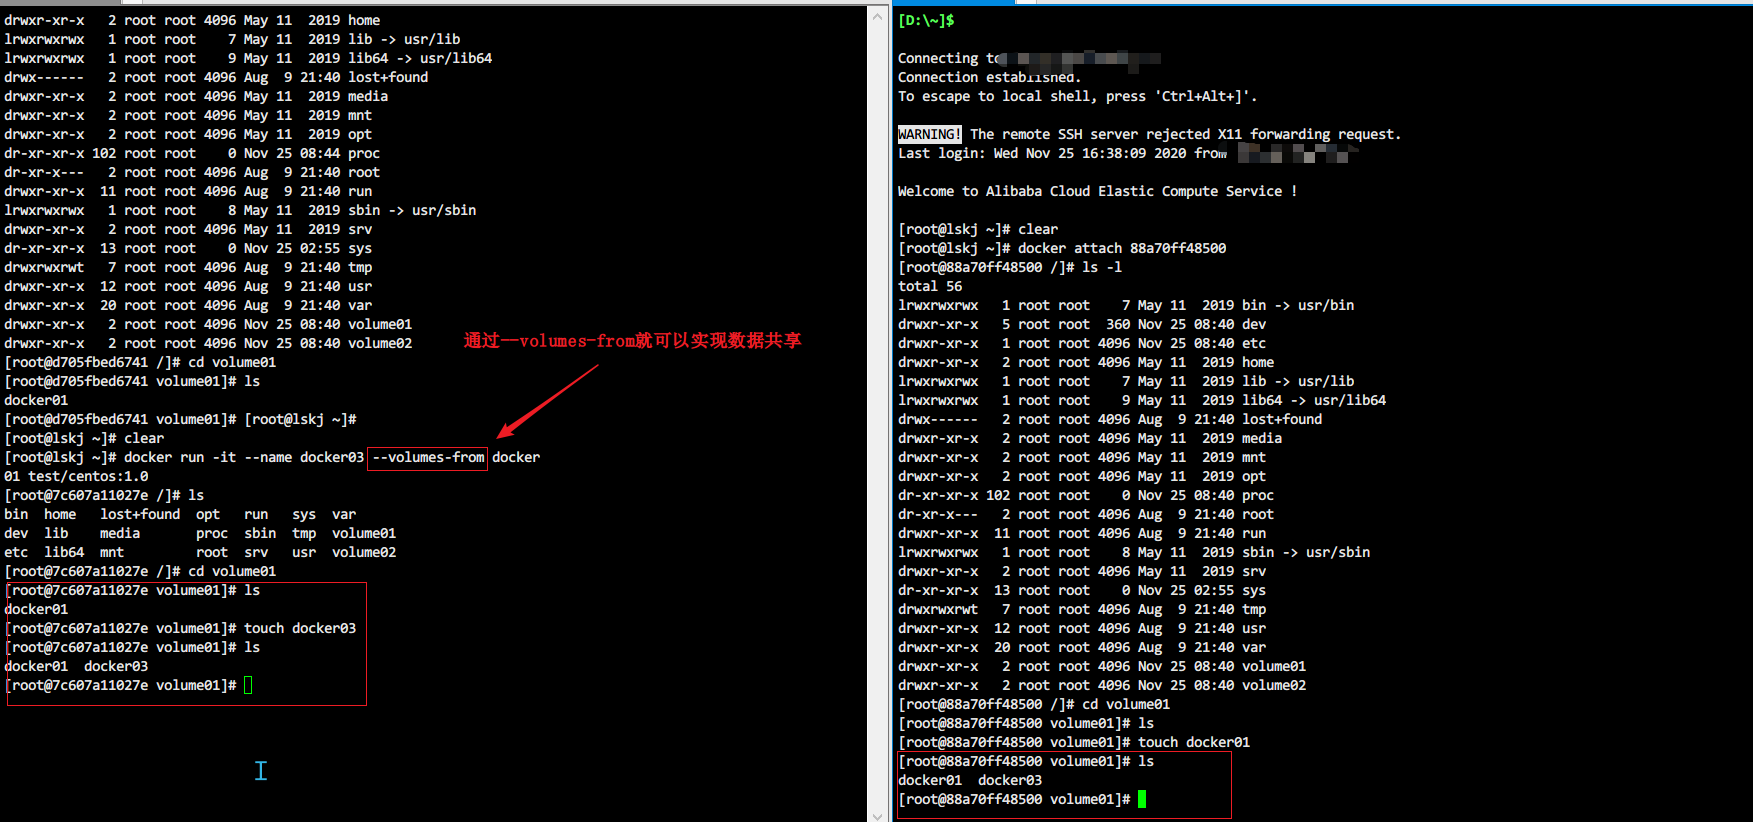 drwxr-xr-x   2 root root 4096 May 11  2019 home
lrwxrwxrwx   1 root root    7 May 11  2019 lib -> usr/lib
lrwxrwxrwx   1 root root    9 May 11  2019 lib64 -> usr/lib64
drwx------   2 root root 4096 Aug  9 21:40 lost+found
drwxr-xr-x   2 root root 4096 May 11  2019 media
drwxr-xr-x   2 root root 4096 May 11  2019 mnt
drwxr-xr-x   2 root root 4096 May 11  2019 opt
dr-xr-xr-x 102 root root    0 Nov 25 08:44 proc
dr-xr-x---   2 root root 4096 Aug  9 21:40 root
drwxr-xr-x  11 root root 4096 Aug  9 21:40 run
lrwxrwxrwx   1 root root    8 May 11  2019 sbin -> usr/sbin
drwxr-xr-x   2 root root 4096 May 11  2019 srv
dr-xr-xr-x  13 root root    0 Nov 25 02:55 sys
drwxrwxrwt   7 root root 4096 Aug  9 21:40 tmp
drwxr-xr-x  12 root root 4096 Aug  9 21:40 usr
drwxr-xr-x  20 root root 4096 Aug  9 21:40 var
drwxr-xr-x   2 root root 4096 Nov 25 08:40 volume01
drwxr-xr-x   2 root root 4096 Nov 25 08:40 volume02
通过--volumes-from就可以实现数据共享
[root@d705fbed6741 /]# cd volume01
[root@d705fbed6741 volume01]# ls
docker01
[root@d705fbed6741 volume01]# [root@lskj ~]#
[root@lskj ~]# clear
[root@lskj ~]# docker run -it --name docker03 --volumes-from docker
01 test/centos:1.0
[root@7c607a11027e /]# ls
bin  home   lost+found  opt   run   sys  var
dev  lib    media       proc  sbin  tmp  volume01
etc  lib64  mnt         root  srv   usr  volume02
[root@7c607a11027e /]# cd volume01
[root@7c607a11027e volume01]# ls
docker01
[root@7c607a11027e volume01]# touch docker03
[root@7c607a11027e volume01]# ls
docker01  docker03
[root@7c607a11027e volume01]#
[D:\~]$
Connecting to
Connection established.
To escape to local shell, press 'Ctrl+Alt+]'.
WARNING! The remote SSH server rejected X11 forwarding request.
Last login: Wed Nov 25 16:38:09 2020 from
Welcome to Alibaba Cloud Elastic Compute Service !
[root@lskj ~]# clear
[root@lskj ~]# docker attach 88a70ff48500
[root@88a70ff48500 /]# ls -l
total 56
lrwxrwxrwx   1 root root    7 May 11  2019 bin -> usr/bin
drwxr-xr-x   5 root root  360 Nov 25 08:40 dev
drwxr-xr-x   1 root root 4096 Nov 25 08:40 etc
drwxr-xr-x   2 root root 4096 May 11  2019 home
lrwxrwxrwx   1 root root    7 May 11  2019 lib -> usr/lib
lrwxrwxrwx   1 root root    9 May 11  2019 lib64 -> usr/lib64
drwx------   2 root root 4096 Aug  9 21:40 lost+found
drwxr-xr-x   2 root root 4096 May 11  2019 media
drwxr-xr-x   2 root root 4096 May 11  2019 mnt
drwxr-xr-x   2 root root 4096 May 11  2019 opt
dr-xr-xr-x 102 root root    0 Nov 25 08:40 proc
dr-xr-x---   2 root root 4096 Aug  9 21:40 root
drwxr-xr-x  11 root root 4096 Aug  9 21:40 run
lrwxrwxrwx   1 root root    8 May 11  2019 sbin -> usr/sbin
drwxr-xr-x   2 root root 4096 May 11  2019 srv
dr-xr-xr-x  13 root root    0 Nov 25 02:55 sys
drwxrwxrwt   7 root root 4096 Aug  9 21:40 tmp
drwxr-xr-x  12 root root 4096 Aug  9 21:40 usr
drwxr-xr-x  20 root root 4096 Aug  9 21:40 var
drwxr-xr-x   2 root root 4096 Nov 25 08:40 volume01
drwxr-xr-x   2 root root 4096 Nov 25 08:40 volume02
[root@88a70ff48500 /]# cd volume01
[root@88a70ff48500 volume01]# ls
[root@88a70ff48500 volume01]# touch docker01
[root@88a70ff48500 volume01]# ls
docker01  docker03
[root@88a70ff48500 volume01]#